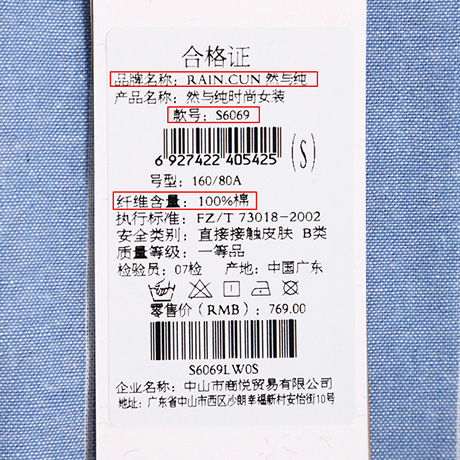 合格证
品牌名称：RAIN.CUN 然与纯
产品名称：然与纯时尚女装
款号：S6069
6 927422 405425
(S)
号型：160/80A
纤维含量：100%棉
执行标准：FZ/T 73018-2002
安全类别：直接接触皮肤 B类
质量等级：一等品
检验员：07检 产地：中国广东
零售价（RMB）：769.00
S6069LW0S
企业名称：中山市商悦贸易有限公司
地址：广东省中山市西区沙朗幸福新村安怡街10号